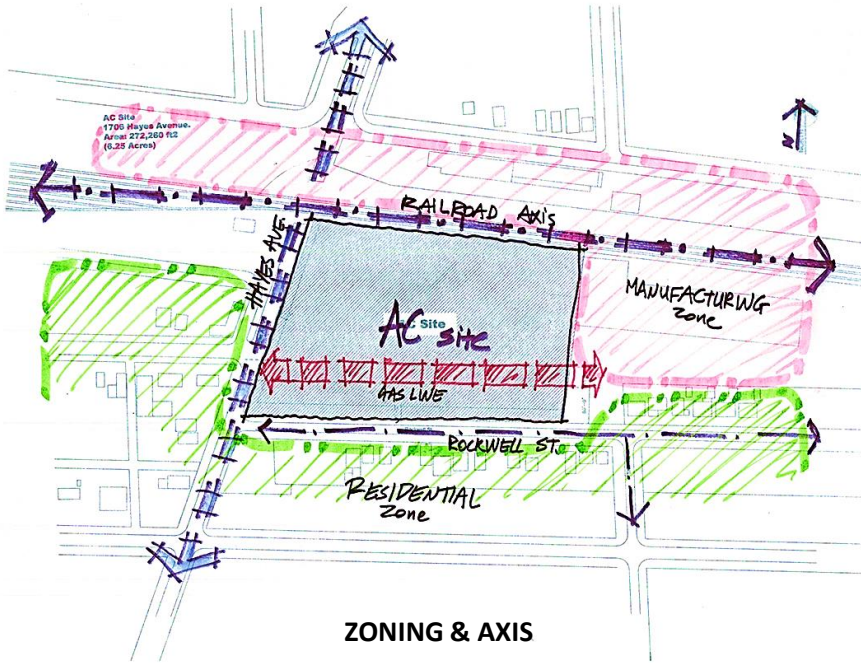 AC Site
1706 Hayes Avenue.
Area: 272,260 ft2
(6.25 Acres)
N
RAILROAD AXIS
HAYES AVE.
MANUFACTURING
Zone
AC Site
AC site
GAS LINE
ROCKWELL ST.
RESIDENTIAL
Zone
ZONING & AXIS